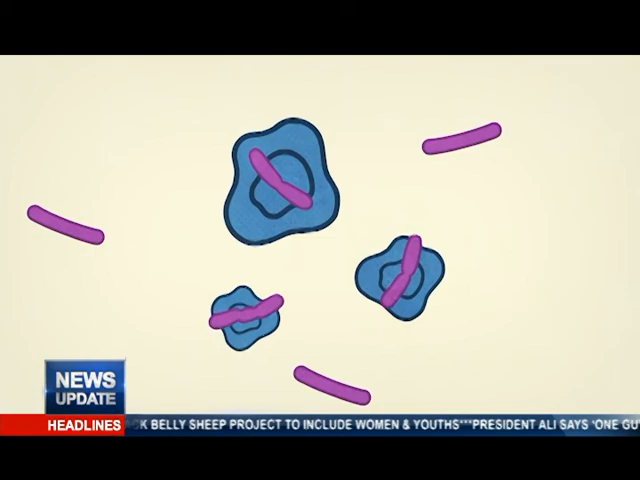 NEWS
UPDATE
HEADLINES
BELLY SHEEP PROJECT TO INCLUDE WOMEN & YOUTHS***PRESIDENT ALI SAYS 'ONE